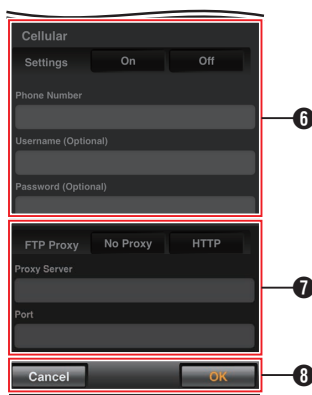 Cellular
Settings On Off
Phone Number
Username (Optional)
Password (Optional)
6
FTP Proxy No Proxy HTTP
Proxy Server
7
Port
Cancel OK 8